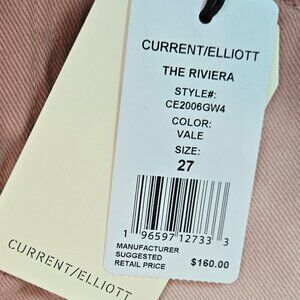 CURRENT/ELLIOTT
THE RIVIERA
STYLE#:
CE2006GW4
COLOR:
VALE
SIZE:
27
1 96597 12733 3
MANUFACTURER
SUGGESTED
RETAIL PRICE $160.00
CURRENT/ELLIOTT